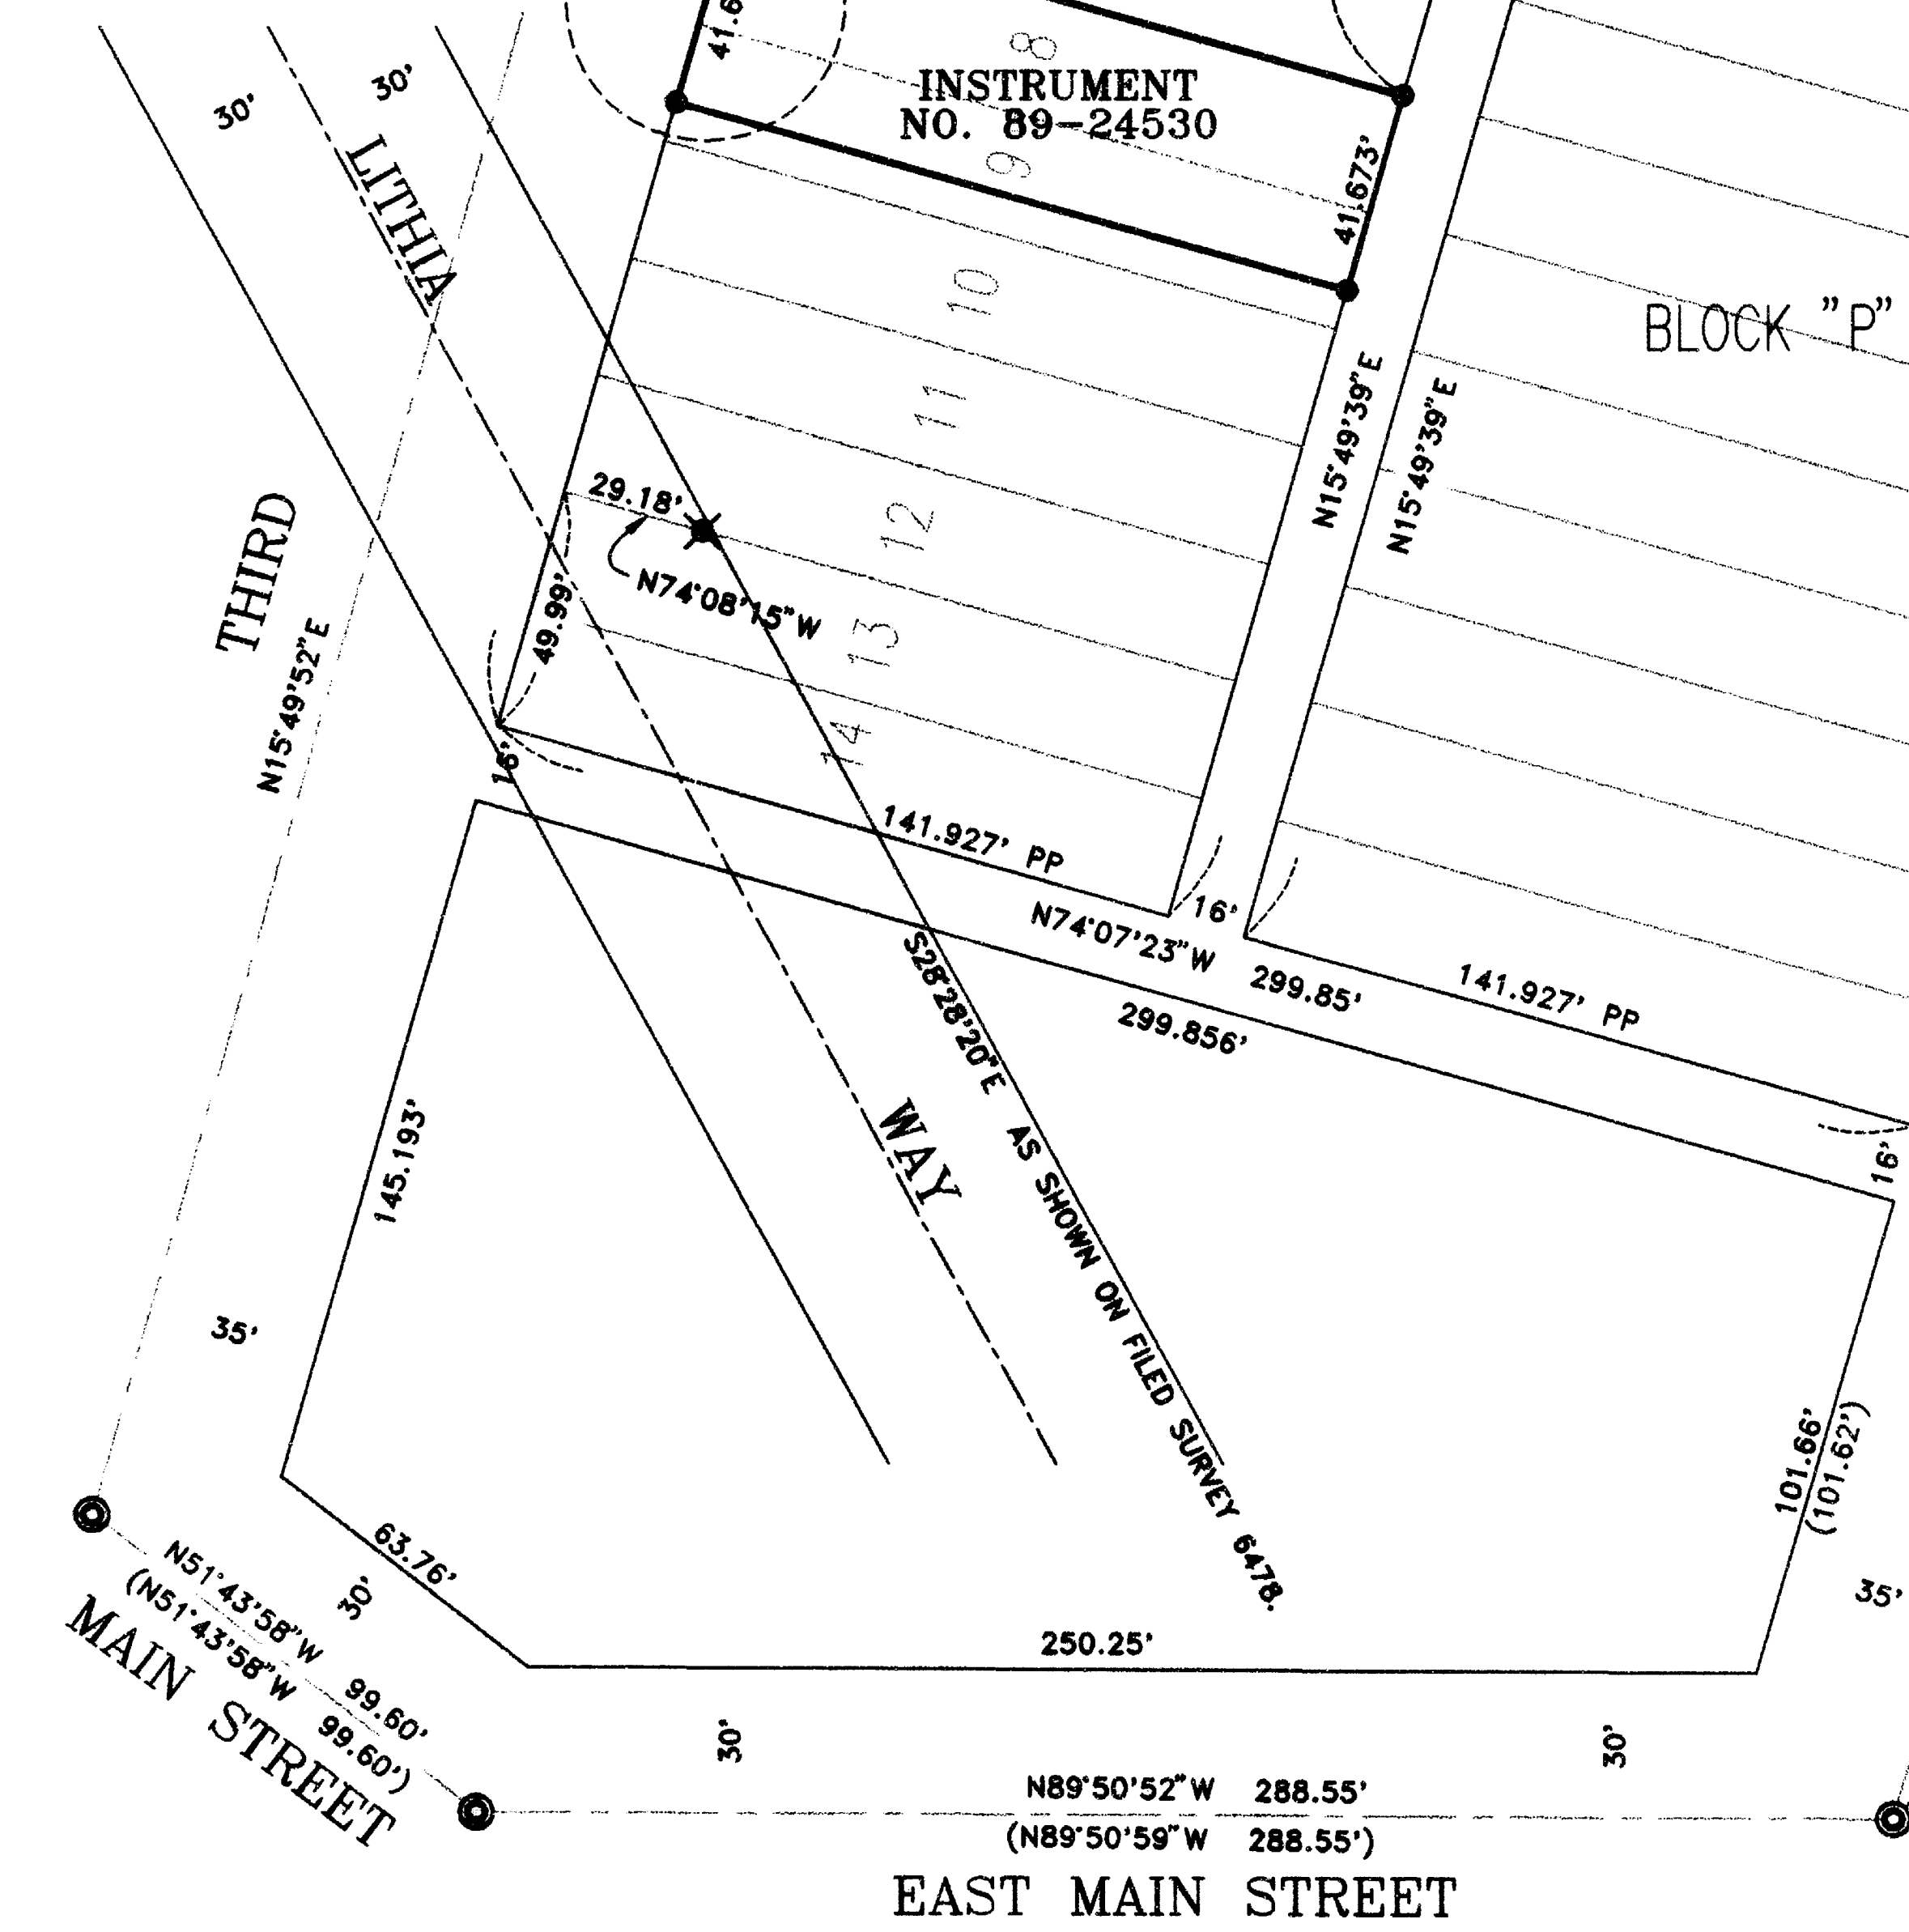 41.6
8
INSTRUMENT
NO. 89-24530
9
30'
30'
LITHIA
41.673'
BLOCK "P"
10
N15°49'39"E
N15°49'39"E
11
29.18'
12
THIRD
N74°08'15"W
49.99'
13
N15°49'52"E
14
16'
141.927' PP
16'
N74°07'23"W 299.85'
299.856'
141.927' PP
S28°28'20"E AS SHOWN ON FILED SURVEY 6478.
WAY
145.193'
16'
35'
101.66'
(101.62')
63.76'
30'
35'
N51°43'58"W 99.60'
(N51°43'58"W 99.60')
MAIN STREET
250.25'
30'
30'
N89°50'52"W 288.55'
(N89°50'59"W 288.55')
EAST MAIN STREET